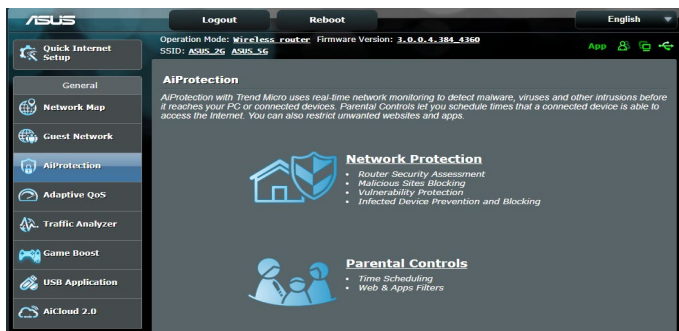 ASUS
Logout
Reboot
English
Quick Internet
Setup
Operation Mode: Wireless router Firmware Version: 3.0.0.4.384_4360
SSID: ASUS_2G ASUS_5G
App
General
Network Map
Guest Network
AiProtection
Adaptive QoS
Traffic Analyzer
Game Boost
USB Application
AiCloud 2.0
AiProtection
AiProtection with Trend Micro uses real-time network monitoring to detect malware, viruses and other intrusions before
it reaches your PC or connected devices. Parental Controls let you schedule times that a connected device is able to
access the Internet. You can also restrict unwanted websites and apps.
Network Protection
• Router Security Assessment
• Malicious Sites Blocking
• Vulnerability Protection
• Infected Device Prevention and Blocking
Parental Controls
• Time Scheduling
• Web & Apps Filters